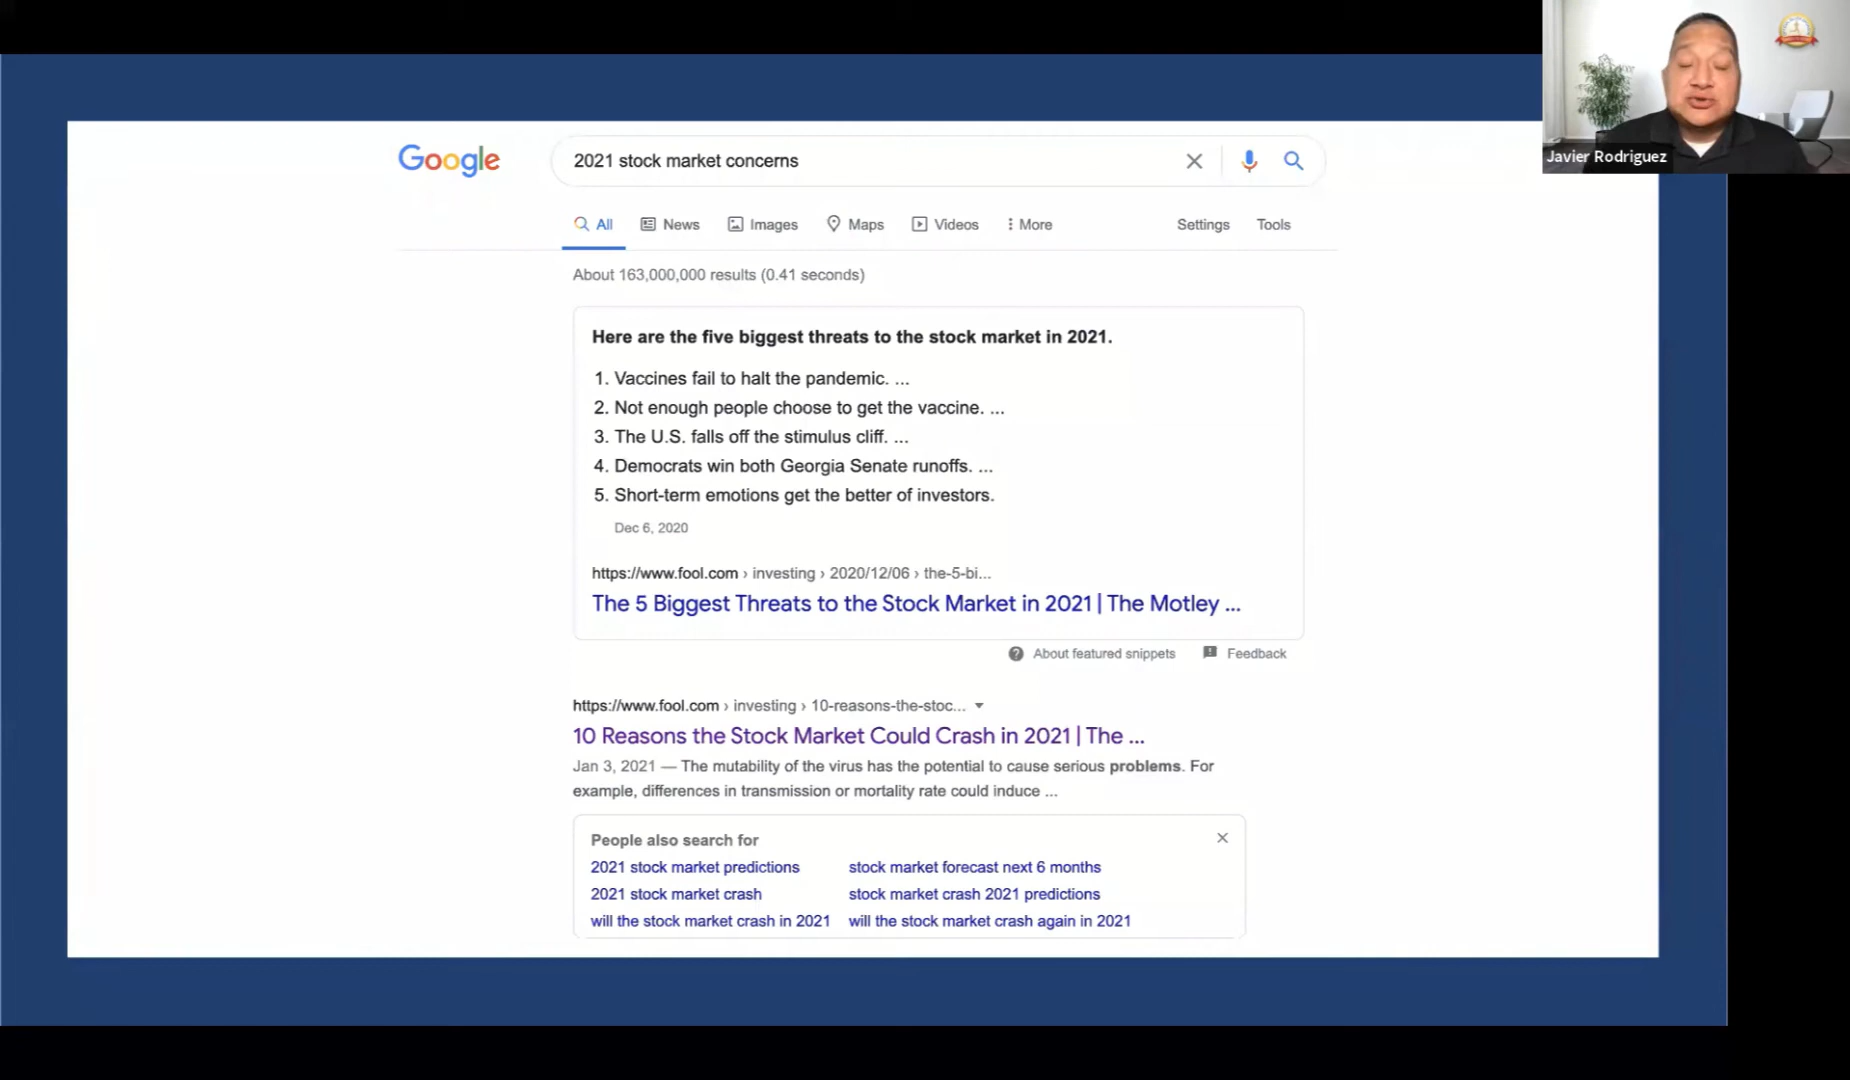 Google
2021 stock market concerns
All News Images Maps Videos More Settings Tools
About 163,000,000 results (0.41 seconds)
Here are the five biggest threats to the stock market in 2021.
1. Vaccines fail to halt the pandemic. ...
2. Not enough people choose to get the vaccine. ...
3. The U.S. falls off the stimulus cliff. ...
4. Democrats win both Georgia Senate runoffs. ...
5. Short-term emotions get the better of investors.
Dec 6, 2020
https://www.fool.com › investing › 2020/12/06 › the-5-bi...
The 5 Biggest Threats to the Stock Market in 2021 | The Motley ...
About featured snippets Feedback
https://www.fool.com › investing › 10-reasons-the-stoc...
10 Reasons the Stock Market Could Crash in 2021 | The ...
Jan 3, 2021 — The mutability of the virus has the potential to cause serious problems. For
example, differences in transmission or mortality rate could induce ...
People also search for
2021 stock market predictions stock market forecast next 6 months
2021 stock market crash stock market crash 2021 predictions
will the stock market crash in 2021 will the stock market crash again in 2021
Javier Rodriguez